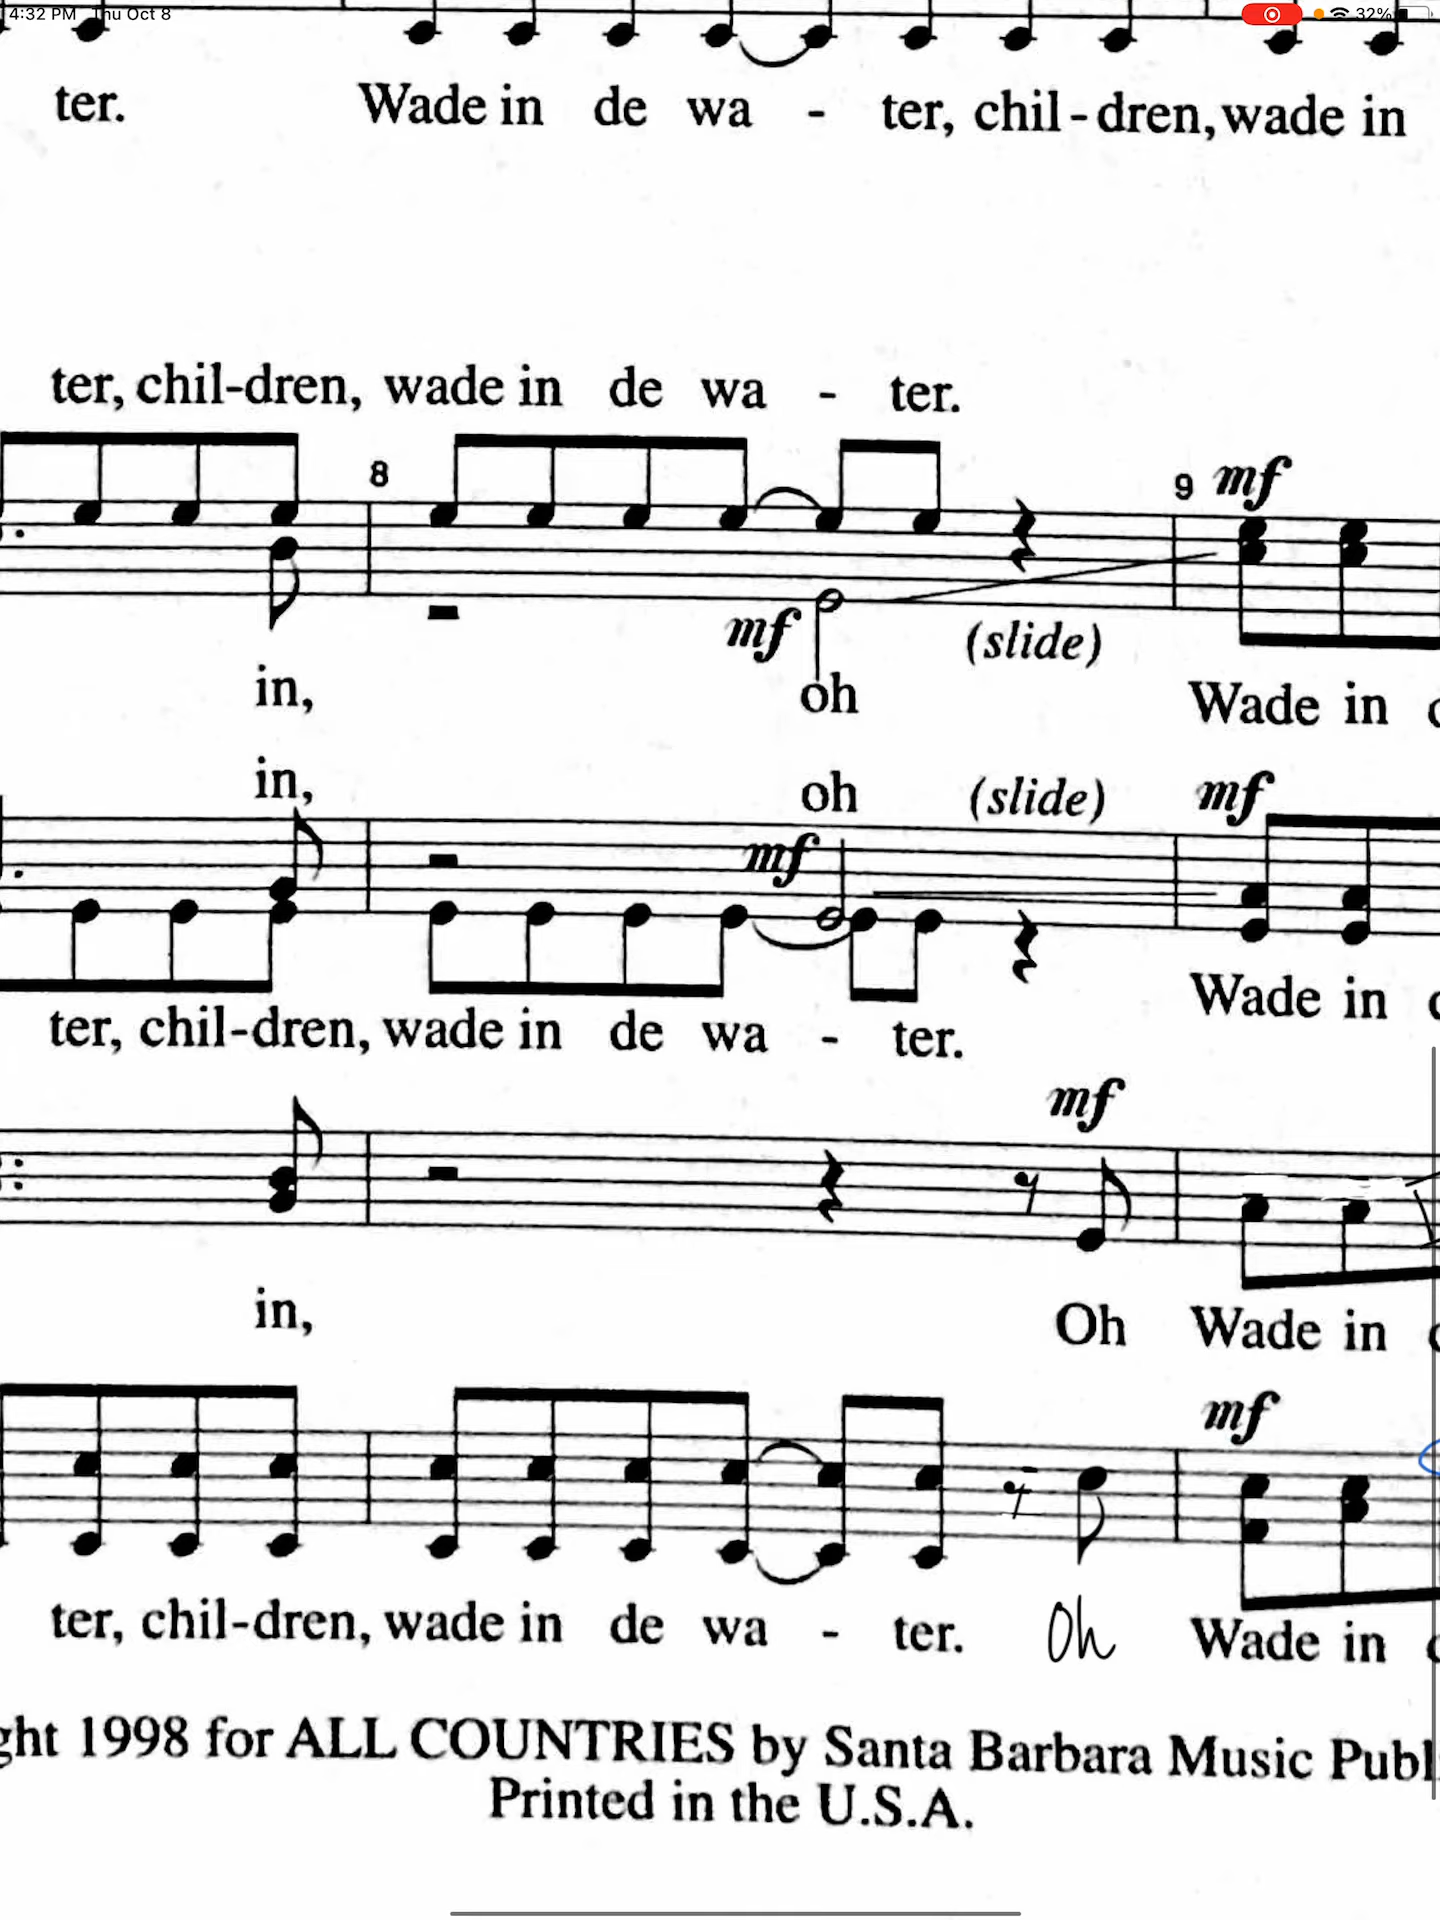 4:32 PM Thu Oct 8
32%
ter. Wade in de wa - ter, chil - dren, wade in
ter, chil-dren, wade in de wa - ter.
8
9 mf
mf (slide)
in, oh Wade in
in, oh (slide) mf
mf
Wade in
ter, chil-dren, wade in de wa - ter.
mf
in, Oh Wade in
mf
ter, chil-dren, wade in de wa - ter. Oh Wade in
ght 1998 for ALL COUNTRIES by Santa Barbara Music Publ
Printed in the U.S.A.